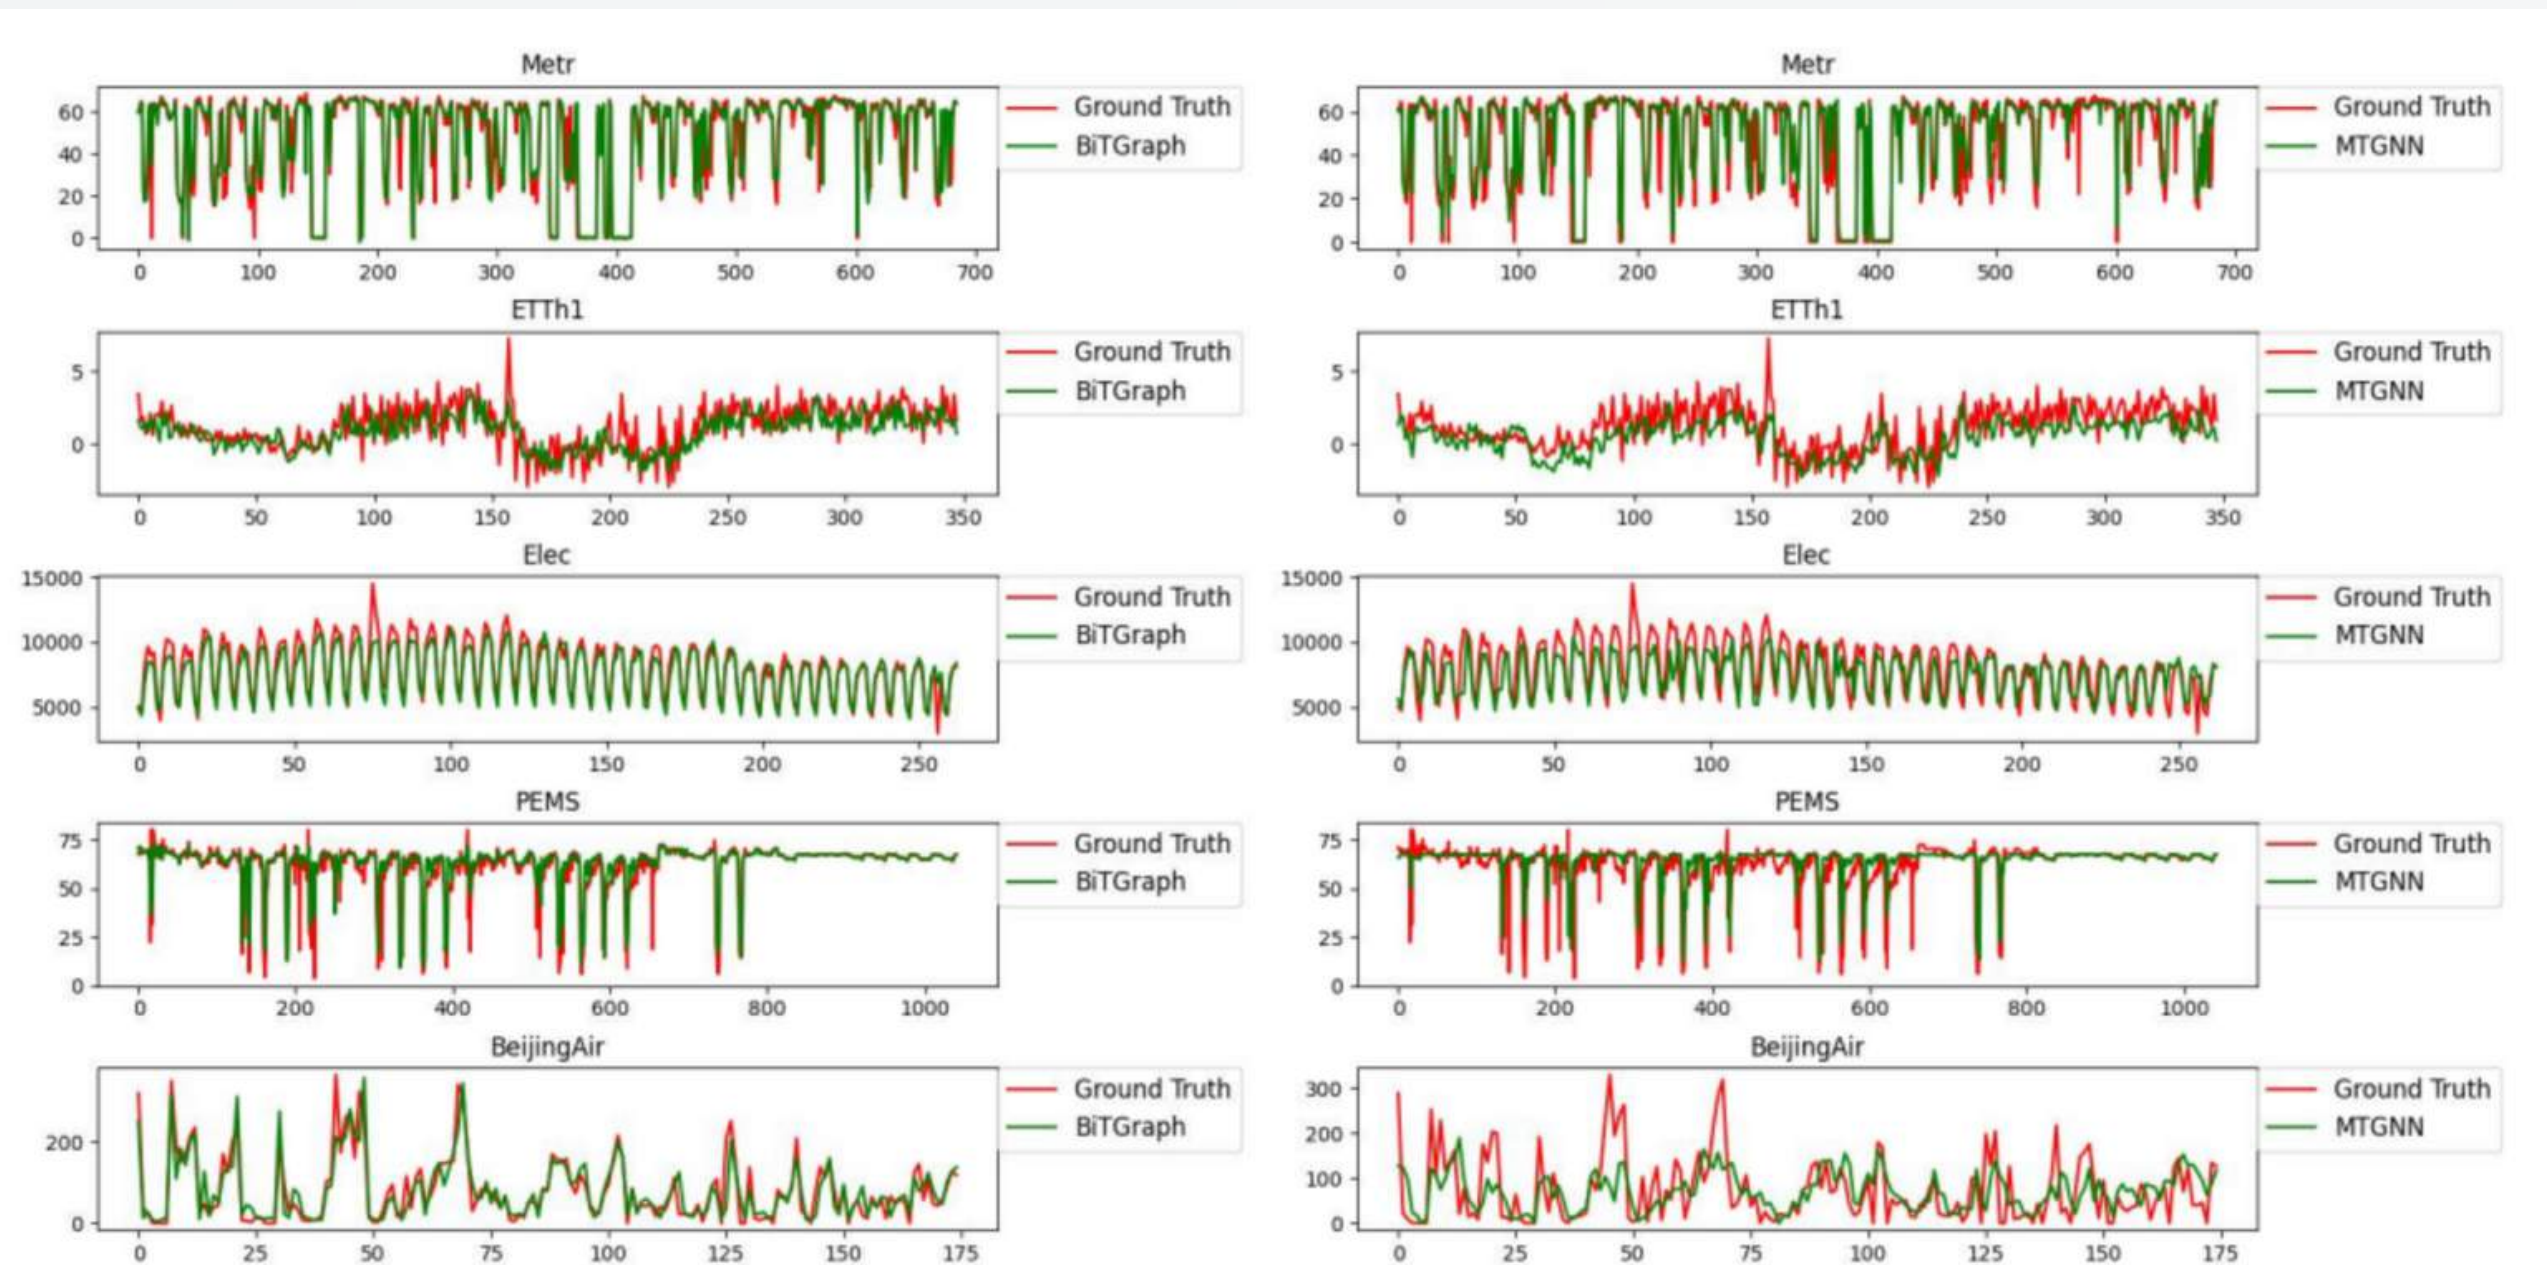 Metr
60
40
20
0
0 100 200 300 400 500 600 700
Ground Truth
BiTGraph
Metr
60
40
20
0
0 100 200 300 400 500 600 700
Ground Truth
MTGNN
ETTh1
5
0
0 50 100 150 200 250 300 350
Ground Truth
BiTGraph
ETTh1
5
0
0 50 100 150 200 250 300 350
Ground Truth
MTGNN
Elec
15000
10000
5000
0 50 100 150 200 250
Ground Truth
BiTGraph
Elec
15000
10000
5000
0 50 100 150 200 250
Ground Truth
MTGNN
PEMS
75
50
25
0
0 200 400 600 800 1000
Ground Truth
BiTGraph
PEMS
75
50
25
0
0 200 400 600 800 1000
Ground Truth
MTGNN
BeijingAir
200
0
0 25 50 75 100 125 150 175
Ground Truth
BiTGraph
BeijingAir
300
200
100
0
0 25 50 75 100 125 150 175
Ground Truth
MTGNN